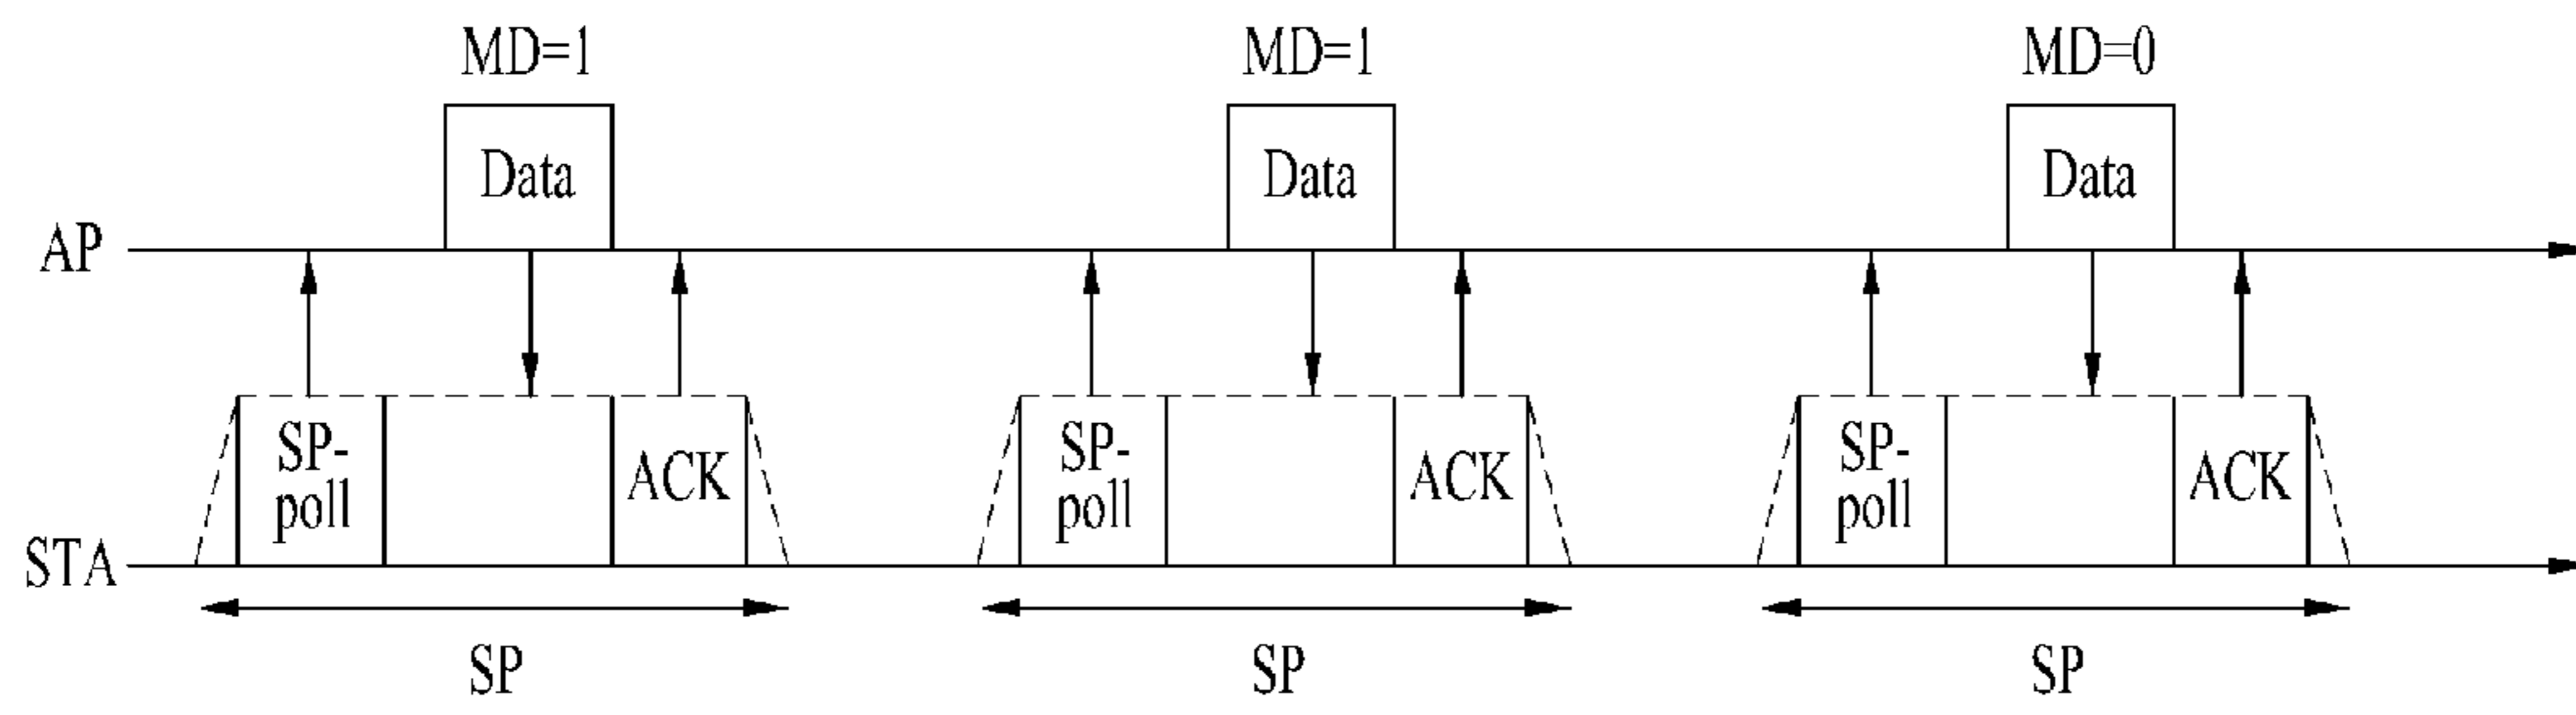 MD=1
MD=1
MD=0
Data
Data
Data
AP
SP-
poll
ACK
SP-
poll
ACK
SP-
poll
ACK
STA
SP
SP
SP